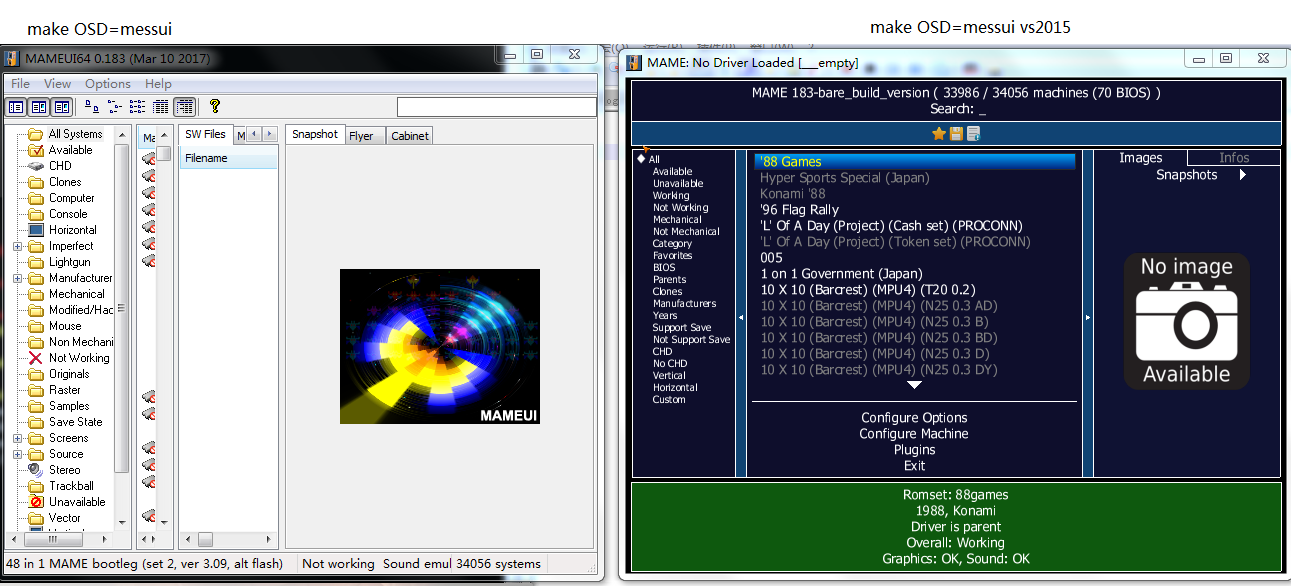 make OSD=messui
make OSD=messui vs2015
MAMEUI64 0.183 (Mar 10 2017)
File View Options Help
All Systems
Available
CHD
Clones
Computer
Console
Horizontal
Imperfect
Lightgun
Manufacturer
Mechanical
Modified/Hac
Mouse
Non Mechani
Not Working
Originals
Raster
Samples
Save State
Screens
Source
Stereo
Trackball
Unavailable
Vector
Ma
SW Files
M
Filename
Snapshot
Flyer
Cabinet
MAMEUI
48 in 1 MAME bootleg (set 2, ver 3.09, alt flash)
Not working
Sound emul
34056 systems
MAME: No Driver Loaded [___empty]
MAME 183-bare_build_version ( 33986 / 34056 machines (70 BIOS) )
Search: _
All
Available
Unavailable
Working
Not Working
Mechanical
Not Mechanical
Category
Favorites
BIOS
Parents
Clones
Manufacturers
Years
Support Save
Not Support Save
CHD
No CHD
Vertical
Horizontal
Custom
'88 Games
Hyper Sports Special (Japan)
Konami '88
'96 Flag Rally
'L' Of A Day (Project) (Cash set) (PROCONN)
'L' Of A Day (Project) (Token set) (PROCONN)
005
1 on 1 Government (Japan)
10 X 10 (Barcrest) (MPU4) (T20 0.2)
10 X 10 (Barcrest) (MPU4) (N25 0.3 AD)
10 X 10 (Barcrest) (MPU4) (N25 0.3 B)
10 X 10 (Barcrest) (MPU4) (N25 0.3 BD)
10 X 10 (Barcrest) (MPU4) (N25 0.3 D)
10 X 10 (Barcrest) (MPU4) (N25 0.3 DY)
Configure Options
Configure Machine
Plugins
Exit
Images
Infos
Snapshots
No image
Available
Romset: 88games
1988, Konami
Driver is parent
Overall: Working
Graphics: OK, Sound: OK